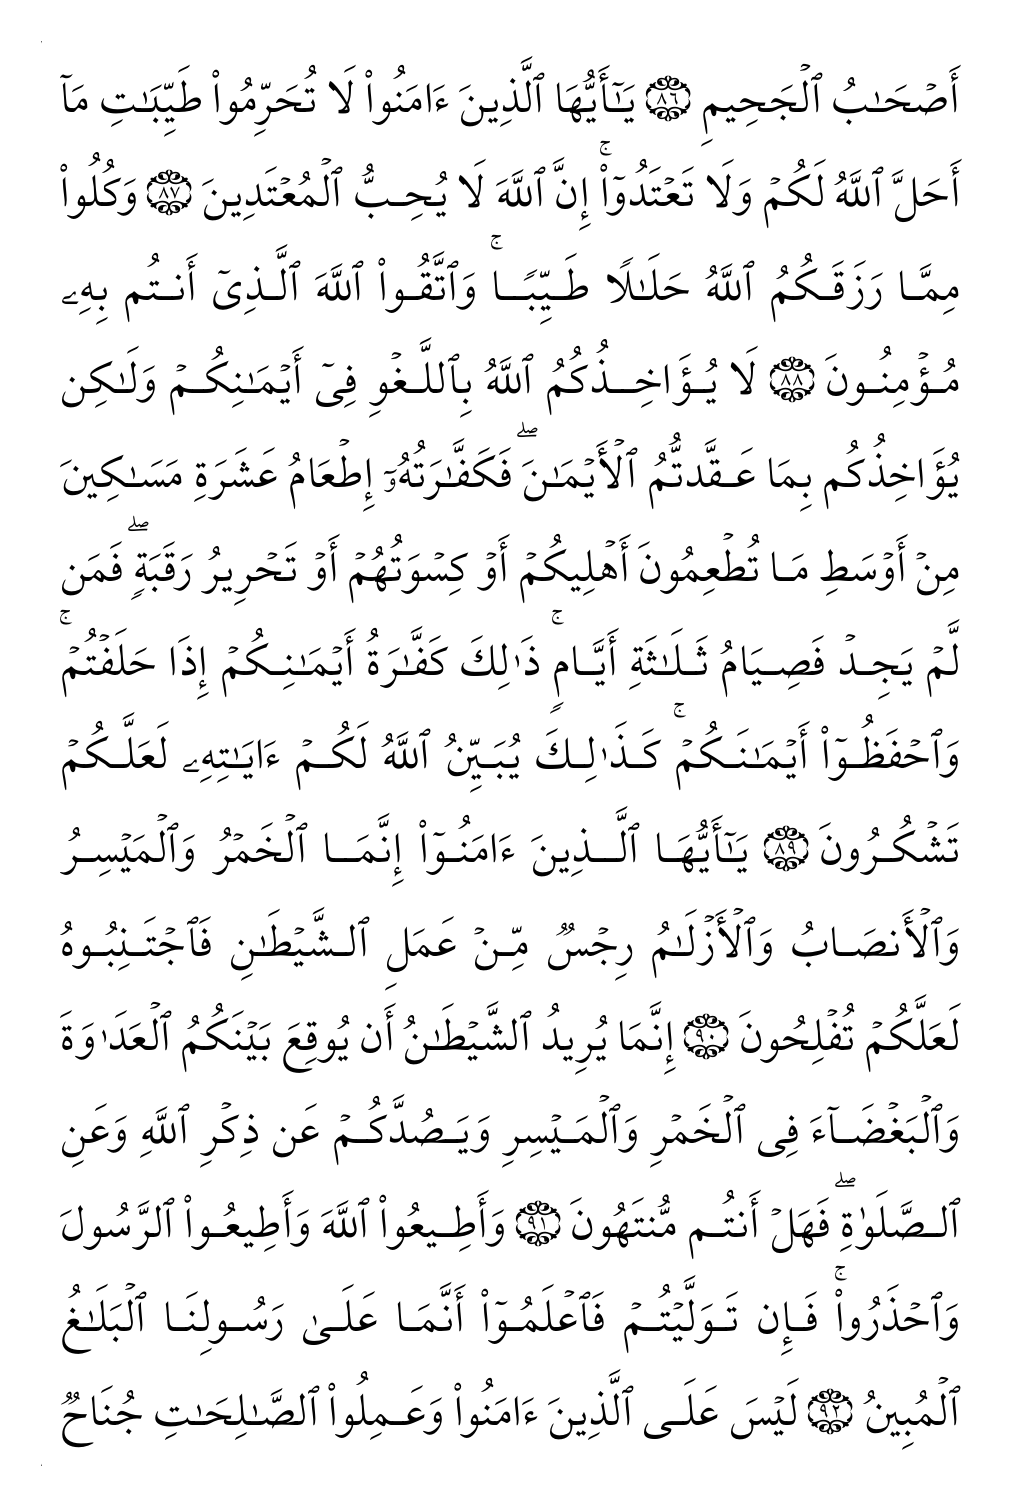 أَصۡحَٰبُ ٱلۡجَحِيمِ ٨٦ يَٰٓأَيُّهَا ٱلَّذِينَ ءَامَنُواْ لَا تُحَرِّمُواْ طَيِّبَٰتِ مَآ
أَحَلَّ ٱللَّهُ لَكُمۡ وَلَا تَعۡتَدُوٓاْۚ إِنَّ ٱللَّهَ لَا يُحِبُّ ٱلۡمُعۡتَدِينَ ٨٧ وَكُلُواْ
مِمَّا رَزَقَكُمُ ٱللَّهُ حَلَٰلٗا طَيِّبٗاۚ وَٱتَّقُواْ ٱللَّهَ ٱلَّذِيٓ أَنتُم بِهِۦ
مُؤۡمِنُونَ ٨٨ لَا يُؤَاخِذُكُمُ ٱللَّهُ بِٱللَّغۡوِ فِيٓ أَيۡمَٰنِكُمۡ وَلَٰكِن
يُؤَاخِذُكُم بِمَا عَقَّدتُّمُ ٱلۡأَيۡمَٰنَۖ فَكَفَّٰرَتُهُۥٓ إِطۡعَامُ عَشَرَةِ مَسَٰكِينَ
مِنۡ أَوۡسَطِ مَا تُطۡعِمُونَ أَهۡلِيكُمۡ أَوۡ كِسۡوَتُهُمۡ أَوۡ تَحۡرِيرُ رَقَبَةٖۖ فَمَن
لَّمۡ يَجِدۡ فَصِيَامُ ثَلَٰثَةِ أَيَّامٖۚ ذَٰلِكَ كَفَّٰرَةُ أَيۡمَٰنِكُمۡ إِذَا حَلَفۡتُمۡۚ
وَٱحۡفَظُوٓاْ أَيۡمَٰنَكُمۡۚ كَذَٰلِكَ يُبَيِّنُ ٱللَّهُ لَكُمۡ ءَايَٰتِهِۦ لَعَلَّكُمۡ
تَشۡكُرُونَ ٨٩ يَٰٓأَيُّهَا ٱلَّذِينَ ءَامَنُوٓاْ إِنَّمَا ٱلۡخَمۡرُ وَٱلۡمَيۡسِرُ
وَٱلۡأَنصَابُ وَٱلۡأَزۡلَٰمُ رِجۡسٞ مِّنۡ عَمَلِ ٱلشَّيۡطَٰنِ فَٱجۡتَنِبُوهُ
لَعَلَّكُمۡ تُفۡلِحُونَ ٩٠ إِنَّمَا يُرِيدُ ٱلشَّيۡطَٰنُ أَن يُوقِعَ بَيۡنَكُمُ ٱلۡعَدَٰوَةَ
وَٱلۡبَغۡضَآءَ فِي ٱلۡخَمۡرِ وَٱلۡمَيۡسِرِ وَيَصُدَّكُمۡ عَن ذِكۡرِ ٱللَّهِ وَعَنِ
ٱلصَّلَوٰةِۖ فَهَلۡ أَنتُم مُّنتَهُونَ ٩١ وَأَطِيعُواْ ٱللَّهَ وَأَطِيعُواْ ٱلرَّسُولَ
وَٱحۡذَرُواْۚ فَإِن تَوَلَّيۡتُمۡ فَٱعۡلَمُوٓاْ أَنَّمَا عَلَىٰ رَسُولِنَا ٱلۡبَلَٰغُ
ٱلۡمُبِينُ ٩٢ لَيۡسَ عَلَى ٱلَّذِينَ ءَامَنُواْ وَعَمِلُواْ ٱلصَّٰلِحَٰتِ جُنَاحٞ